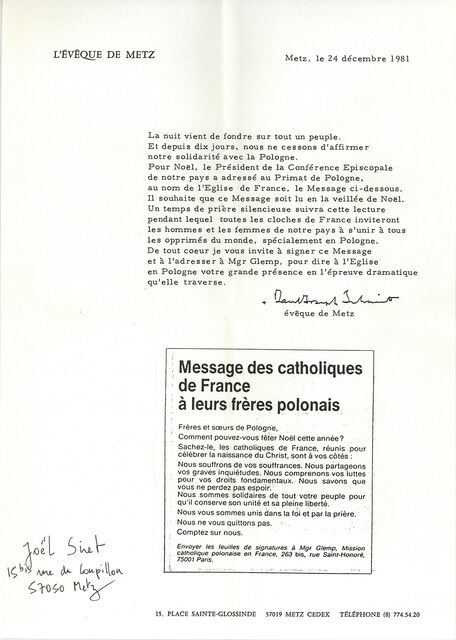 L'ÉVÊQUE DE METZ
Metz, le 24 décembre 1981
La nuit vient de fondre sur tout un peuple.
Et depuis dix jours, nous ne cessons d'affirmer
notre solidarité avec la Pologne.
Pour Noël, le Président de la Conférence Episcopale
de notre pays a adressé au Primat de Pologne,
au nom de l'Eglise de France, le Message ci-dessous.
Il souhaite que ce Message soit lu en la veillée de Noël.
Un temps de prière silencieuse suivra cette lecture
pendant lequel toutes les cloches de France inviteront
les hommes et les femmes de notre pays à s'unir à tous
les opprimés du monde, spécialement en Pologne.
De tout coeur je vous invite à signer ce Message
et à l'adresser à Mgr Glemp, pour dire à l'Eglise
en Pologne votre grande présence en l'épreuve dramatique
qu'elle traverse.
évêque de Metz
Message des catholiques
de France
à leurs frères polonais
Frères et sœurs de Pologne,
Comment pouvez-vous fêter Noël cette année ?
Sachez-le, les catholiques de France, réunis pour
célébrer la naissance du Christ, sont à vos côtés :
Nous souffrons de vos souffrances. Nous partageons
vos graves inquiétudes. Nous comprenons vos luttes
pour vos droits fondamentaux. Nous savons que
vous ne perdez pas espoir.
Nous sommes solidaires de tout votre peuple pour
qu'il conserve son unité et sa pleine liberté.
Nous vous sommes unis dans la foi et par la prière.
Nous ne vous quittons pas.
Comptez sur nous.
Envoyer les feuilles de signatures à Mgr Glemp, Mission
catholique polonaise en France, 263 bis, rue Saint-Honoré,
75001 Paris.
Joël Siret
15 bis rue du Coupillon
57050 Metz
15, PLACE SAINTE-GLOSSINDE 57019 METZ CEDEX TÉLÉPHONE (8) 774.54.20